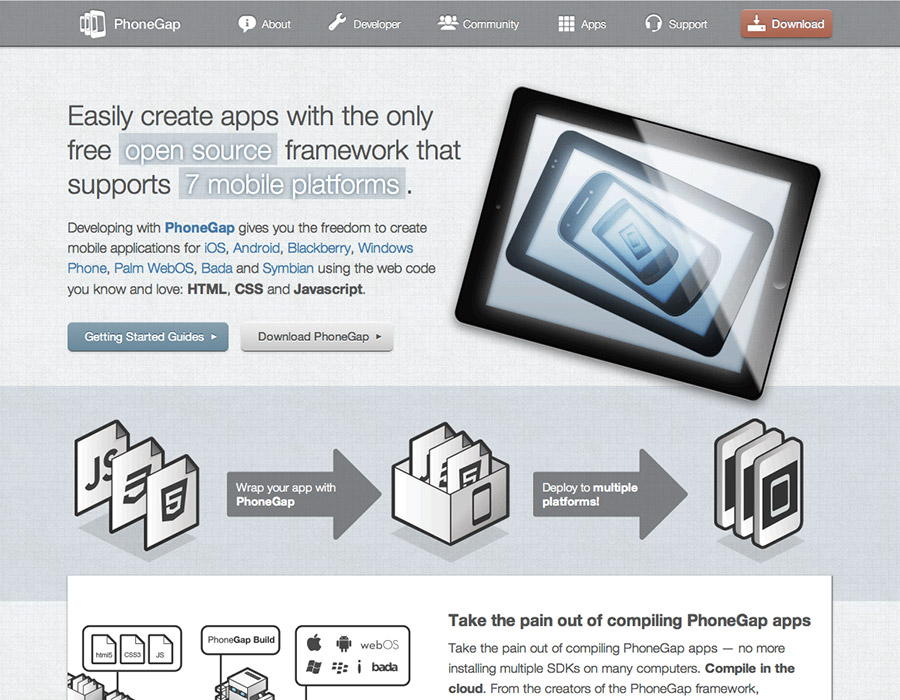 PhoneGap
About
Developer
Community
Apps
Support
Download
Easily create apps with the only
free open source framework that
supports 7 mobile platforms.
Developing with PhoneGap gives you the freedom to create
mobile applications for iOS, Android, Blackberry, Windows
Phone, Palm WebOS, Bada and Symbian using the web code
you know and love: HTML, CSS and Javascript.
Getting Started Guides
Download PhoneGap
JS
3
5
Wrap your app with
PhoneGap
Deploy to multiple
platforms!
html5
CSS3
JS
PhoneGap Build
webOS
bada
Take the pain out of compiling PhoneGap apps
Take the pain out of compiling PhoneGap apps — no more
installing multiple SDKs on many computers. Compile in the
cloud. From the creators of the PhoneGap framework,